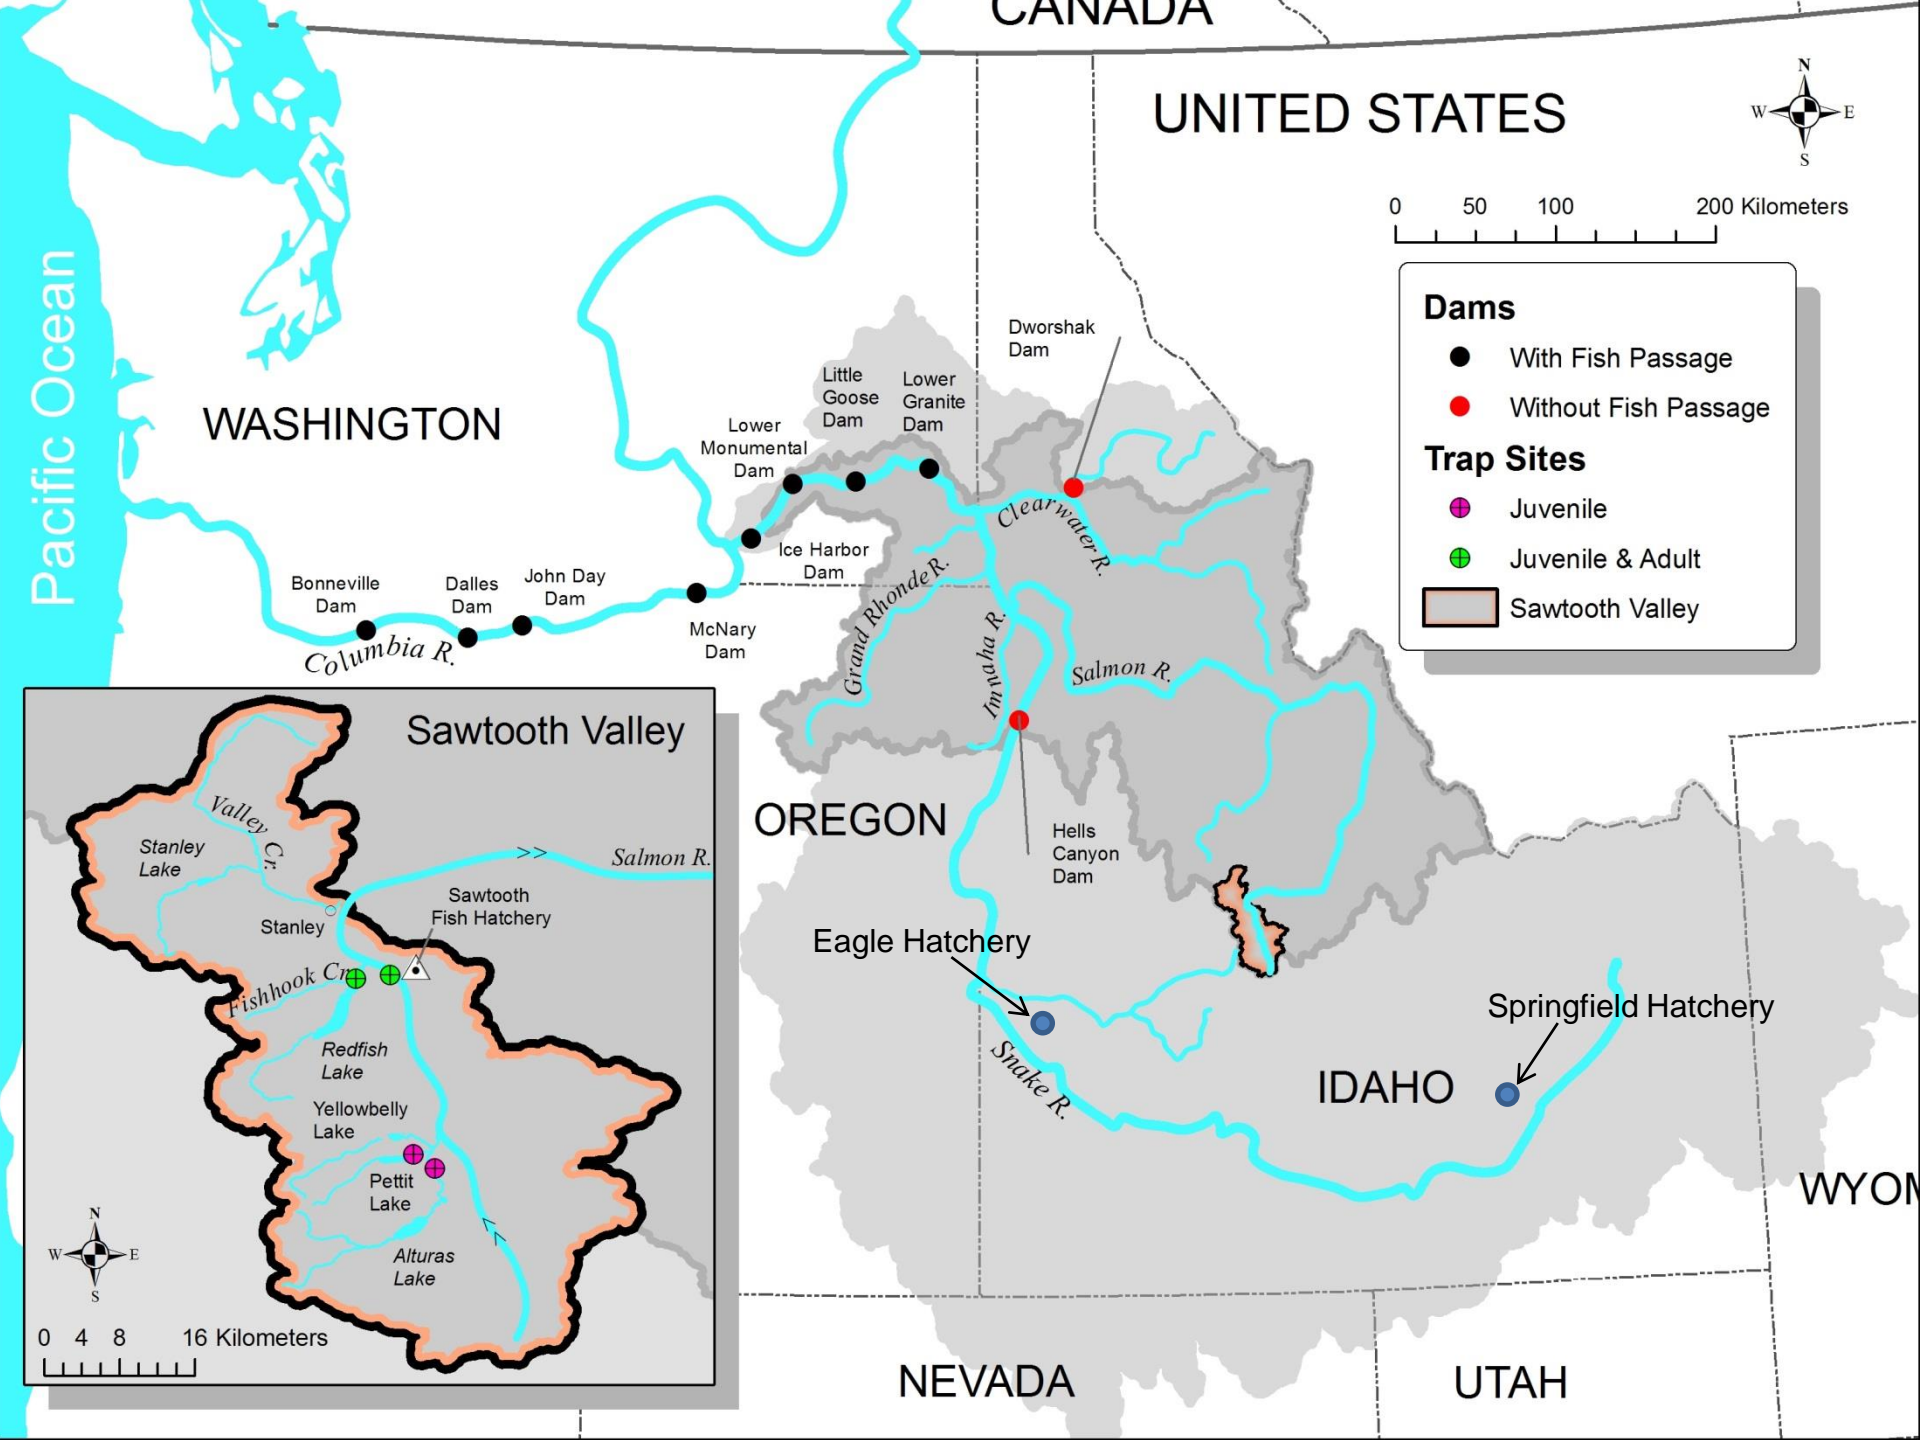 CANADA
UNITED STATES
N
W
E
S
0 50 100 200 Kilometers
Dams
With Fish Passage
Without Fish Passage
Trap Sites
Juvenile
Juvenile & Adult
Sawtooth Valley
Pacific Ocean
WASHINGTON
Dworshak
Dam
Little
Goose
Dam
Lower
Granite
Dam
Lower
Monumental
Dam
Ice Harbor
Dam
Bonneville
Dam
Dalles
Dam
John Day
Dam
McNary
Dam
Columbia R.
Clearwater R.
Grand Rhonde R.
Imnaha R.
Salmon R.
OREGON
Hells
Canyon
Dam
Eagle Hatchery
Springfield Hatchery
Snake R.
IDAHO
WYOM
NEVADA
UTAH
Sawtooth Valley
Valley Cr.
Stanley
Lake
>>
Salmon R.
Sawtooth
Fish Hatchery
Stanley
Fishhook Cr.
Redfish
Lake
Yellowbelly
Lake
Pettit
Lake
Alturas
Lake
N
W
E
S
0 4 8 16 Kilometers